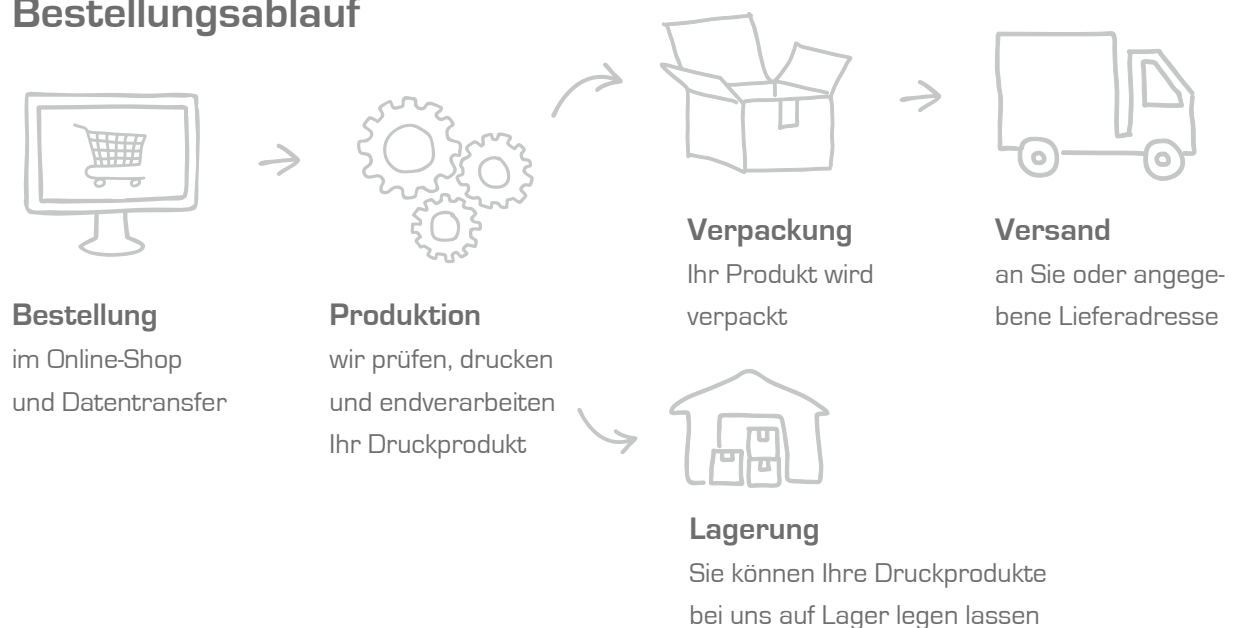 Bestellungsablauf
Bestellung
im Online-Shop
und Datentransfer
Produktion
wir prüfen, drucken
und endverarbeiten
Ihr Druckprodukt
Verpackung
Ihr Produkt wird
verpackt
Versand
an Sie oder angege-
bene Lieferadresse
Lagerung
Sie können Ihre Druckprodukte
bei uns auf Lager legen lassen